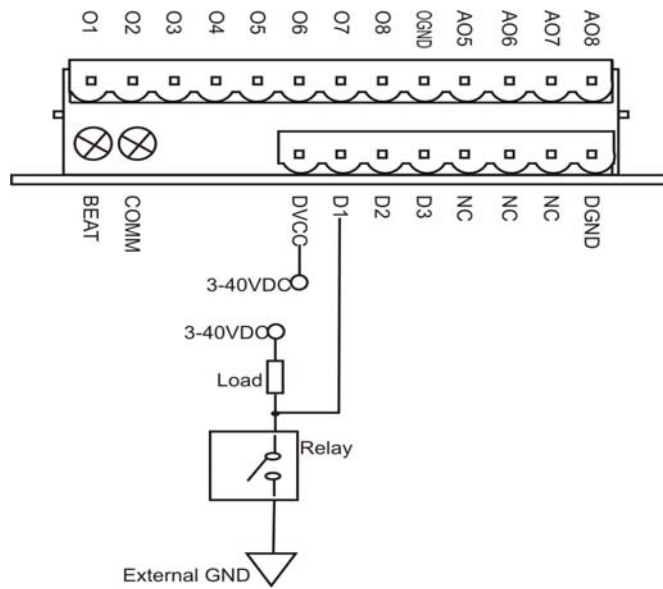 O1 O2 O3 O4 O5 O6 O7 O8 OGND AO5 AO6 AO7 AO8
BEAT COMM DVCC D1 D2 D3 NC NC NC DGND
3-40VDC
3-40VDC
Load
Relay
External GND